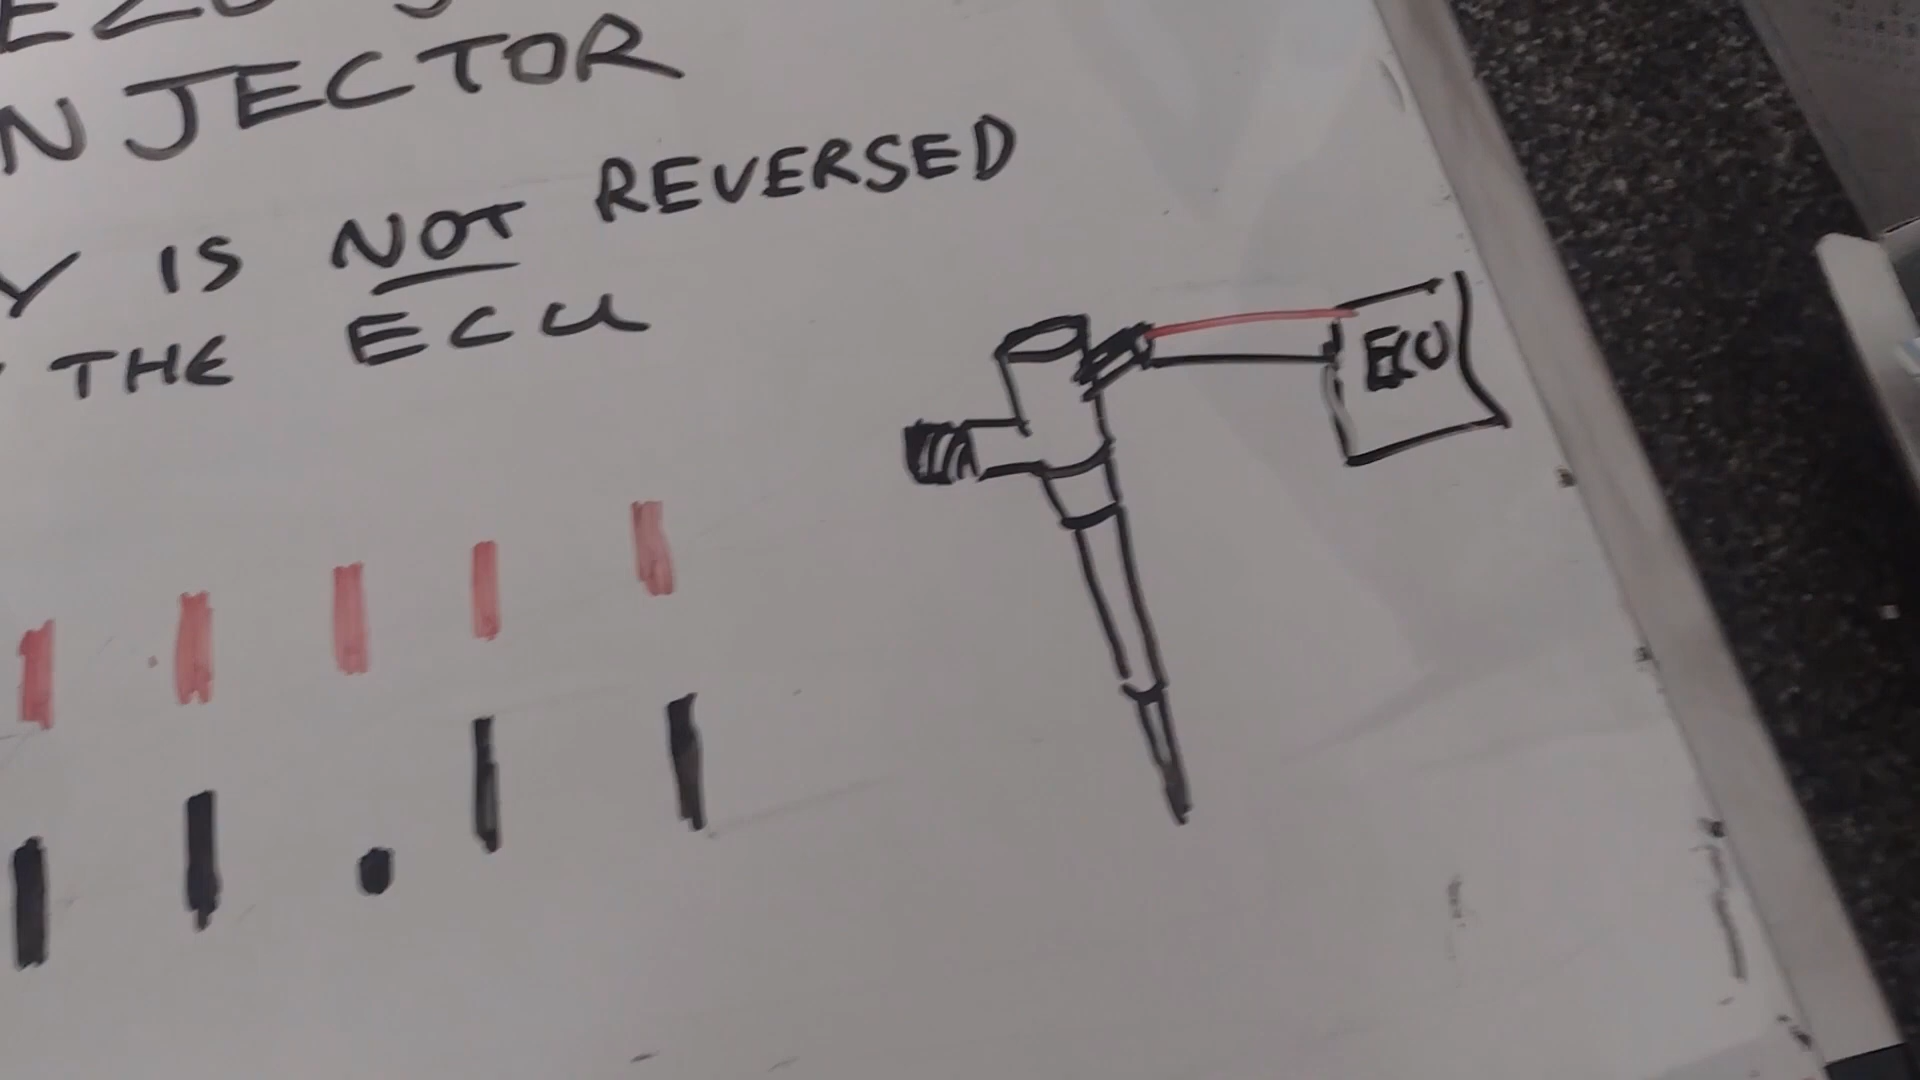 INJECTOR
IS NOT REVERSED
THE ECU
ECU